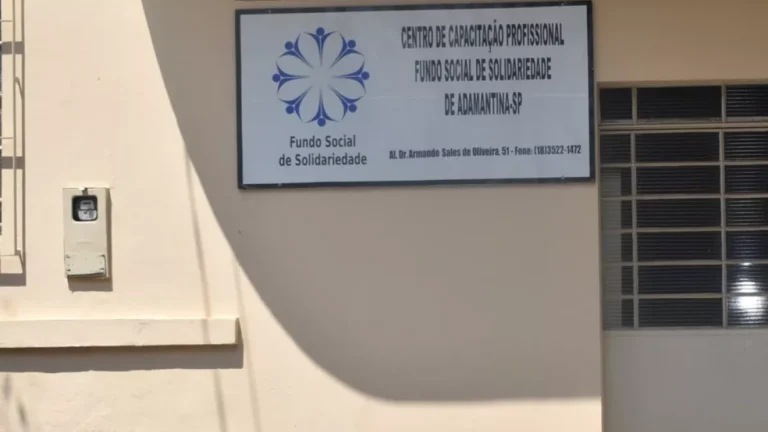 CENTRO DE CAPACITAÇÃO PROFISSIONAL
FUNDO SOCIAL DE SOLIDARIEDADE
DE ADAMANTINA-SP
Fundo Social
de Solidariedade
Al. Dr. Armando Sales de Oliveira, 51 - Fone: (18)3522-1472